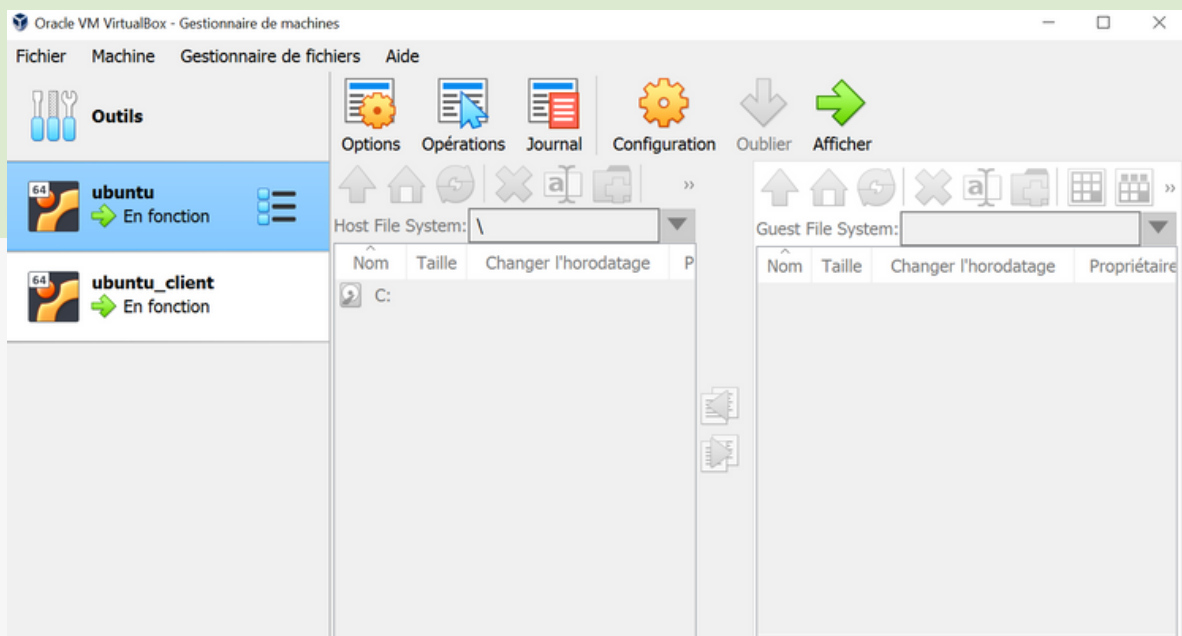 Oracle VM VirtualBox - Gestionnaire de machines
Fichier Machine Gestionnaire de fichiers Aide
Outils
Options Opérations Journal Configuration Oublier Afficher
64
ubuntu
En fonction
64
ubuntu_client
En fonction
Host File System: \
Nom Taille Changer l'horodatage P
C:
Guest File System:
Nom Taille Changer l'horodatage Propriétaire